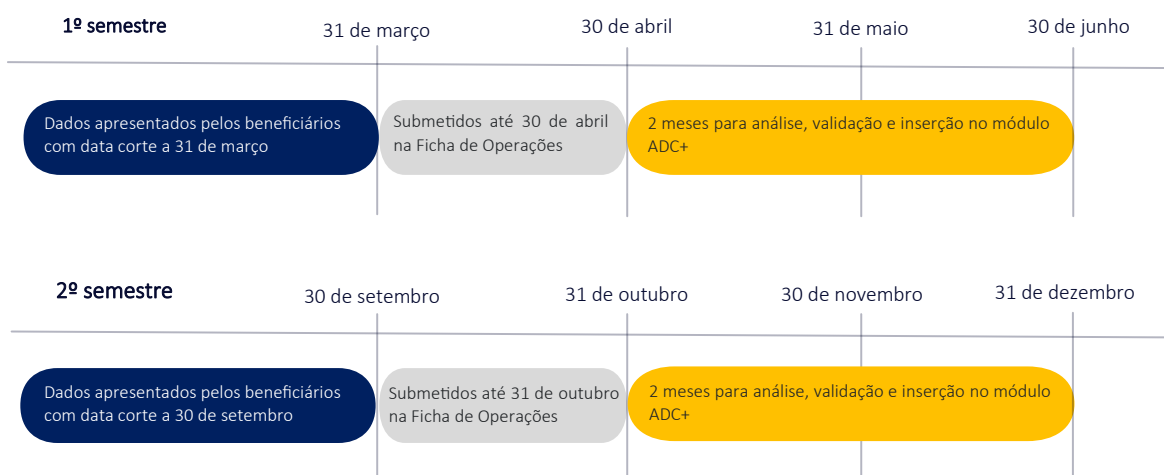 1º semestre
31 de março
30 de abril
31 de maio
30 de junho
Dados apresentados pelos beneficiários
com data corte a 31 de março
Submetidos até 30 de abril
na Ficha de Operações
2 meses para análise, validação e inserção no módulo
ADC+
2º semestre
30 de setembro
31 de outubro
30 de novembro
31 de dezembro
Dados apresentados pelos beneficiários
com data corte a 30 de setembro
Submetidos até 31 de outubro
na Ficha de Operações
2 meses para análise, validação e inserção no módulo
ADC+